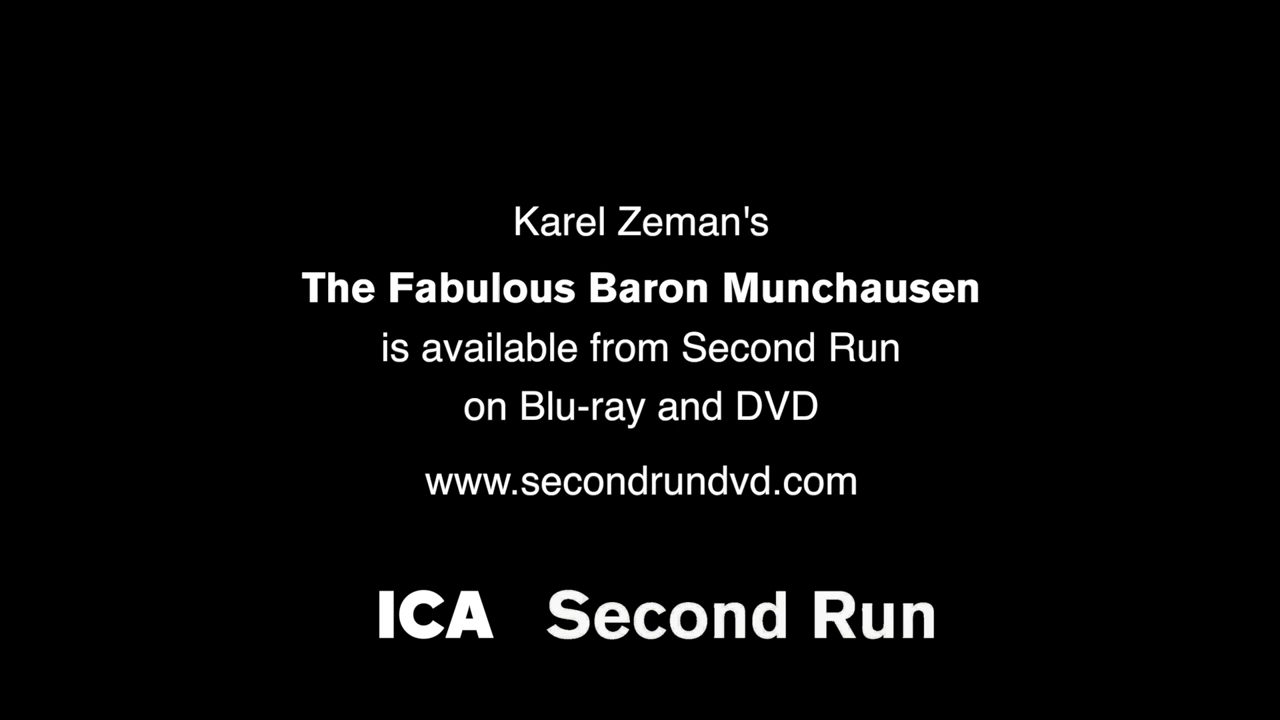 Karel Zeman's
The Fabulous Baron Munchausen
is available from Second Run
on Blu-ray and DVD
www.secondrundvd.com
ICA Second Run